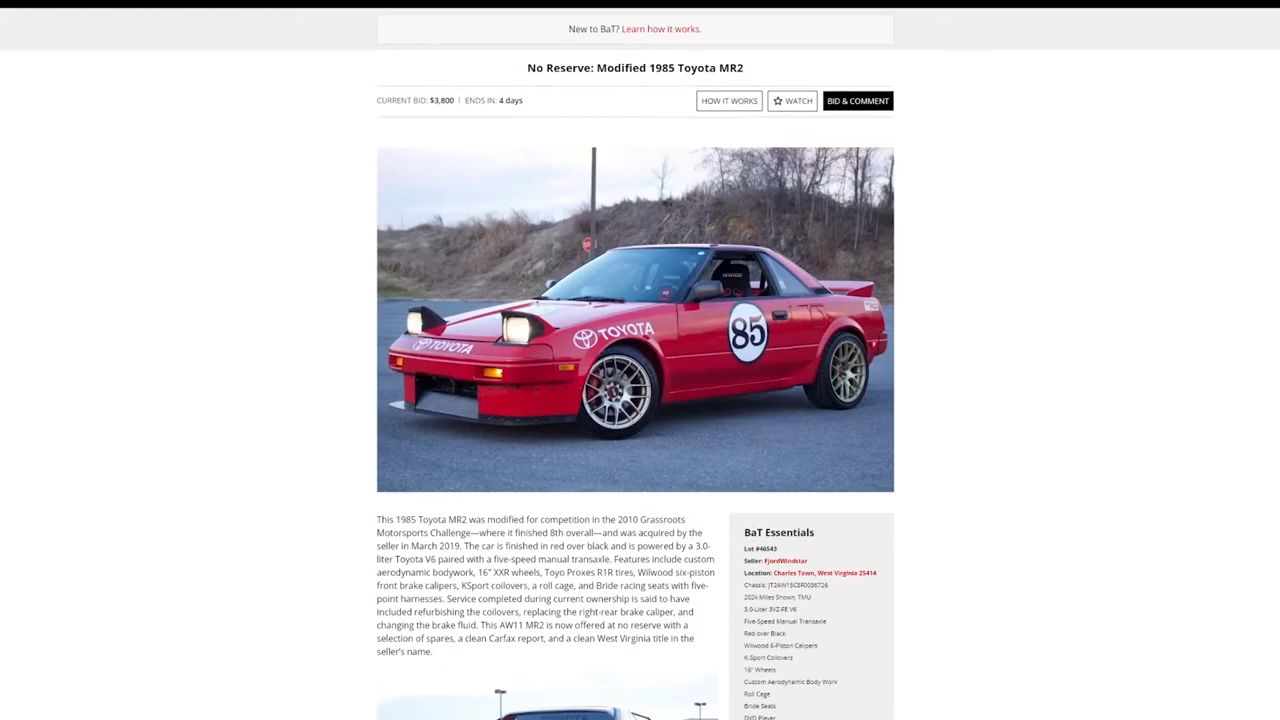 New to BaT? Learn how it works.
No Reserve: Modified 1985 Toyota MR2
CURRENT BID: $3,800 | ENDS IN: 4 days
HOW IT WORKS
WATCH
BID & COMMENT
BRIDE
TOYOTA
TOYOTA
85
This 1985 Toyota MR2 was modified for competition in the 2010 Grassroots
Motorsports Challenge—where it finished 8th overall—and was acquired by the
seller in March 2019. The car is finished in red over black and is powered by a 3.0-
liter Toyota V6 paired with a five-speed manual transaxle. Features include custom
aerodynamic bodywork, 16" XXR wheels, Toyo Proxes R1R tires, Wilwood six-piston
front brake calipers, KSport coilovers, a roll cage, and Bride racing seats with five-
point harnesses. Service completed during current ownership is said to have
included refurbishing the coilovers, replacing the right-rear brake caliper, and
changing the brake fluid. This AW11 MR2 is now offered at no reserve with a
selection of spares, a clean Carfax report, and a clean West Virginia title in the
seller's name.
BaT Essentials
Lot #46543
Seller: FjordWindstar
Location: Charles Town, West Virginia 25414
Chassis: JT2AW15C3F0036726
202k Miles Shown, TMU
3.0-Liter 3VZ-FE V6
Five-Speed Manual Transaxle
Red over Black
Wilwood 6-Piston Calipers
K-Sport Coilovers
16" Wheels
Custom Aerodynamic Body Work
Roll Cage
Bride Seats
DVD Player